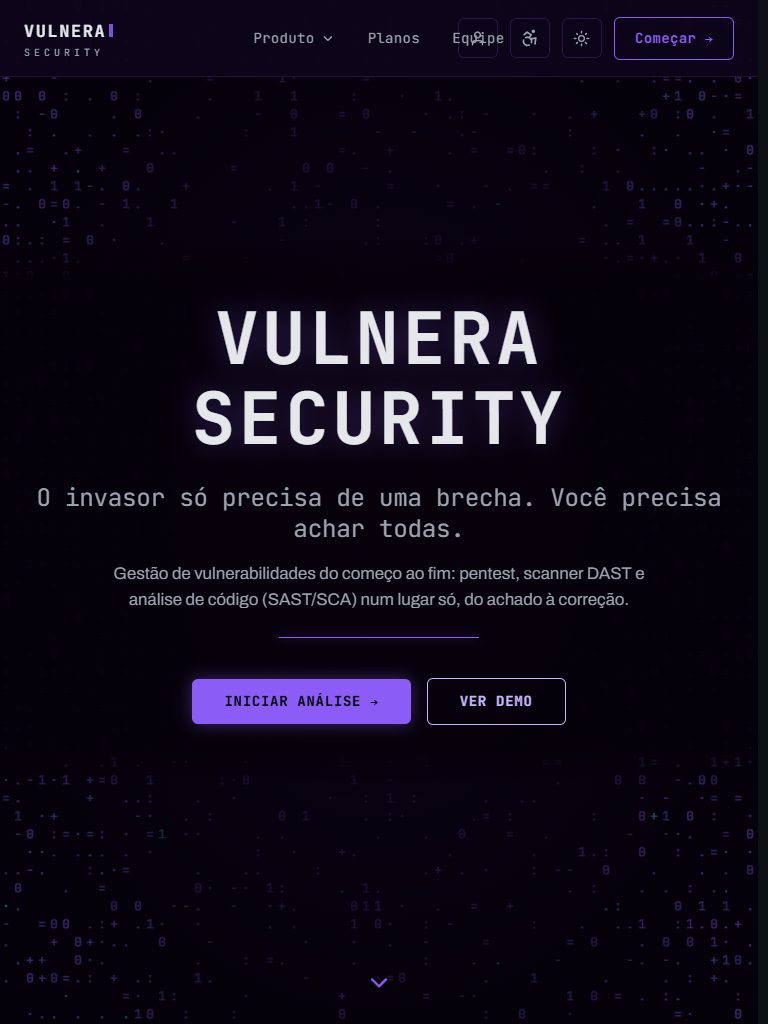 VULNERA
SECURITY
Produto
Planos
Equipe
Começar →
VULNERA
SECURITY
O invasor só precisa de uma brecha. Você precisa
achar todas.
Gestão de vulnerabilidades do começo ao fim: pentest, scanner DAST e
análise de código (SAST/SCA) num lugar só, do achado à correção.
INICIAR ANÁLISE →
VER DEMO